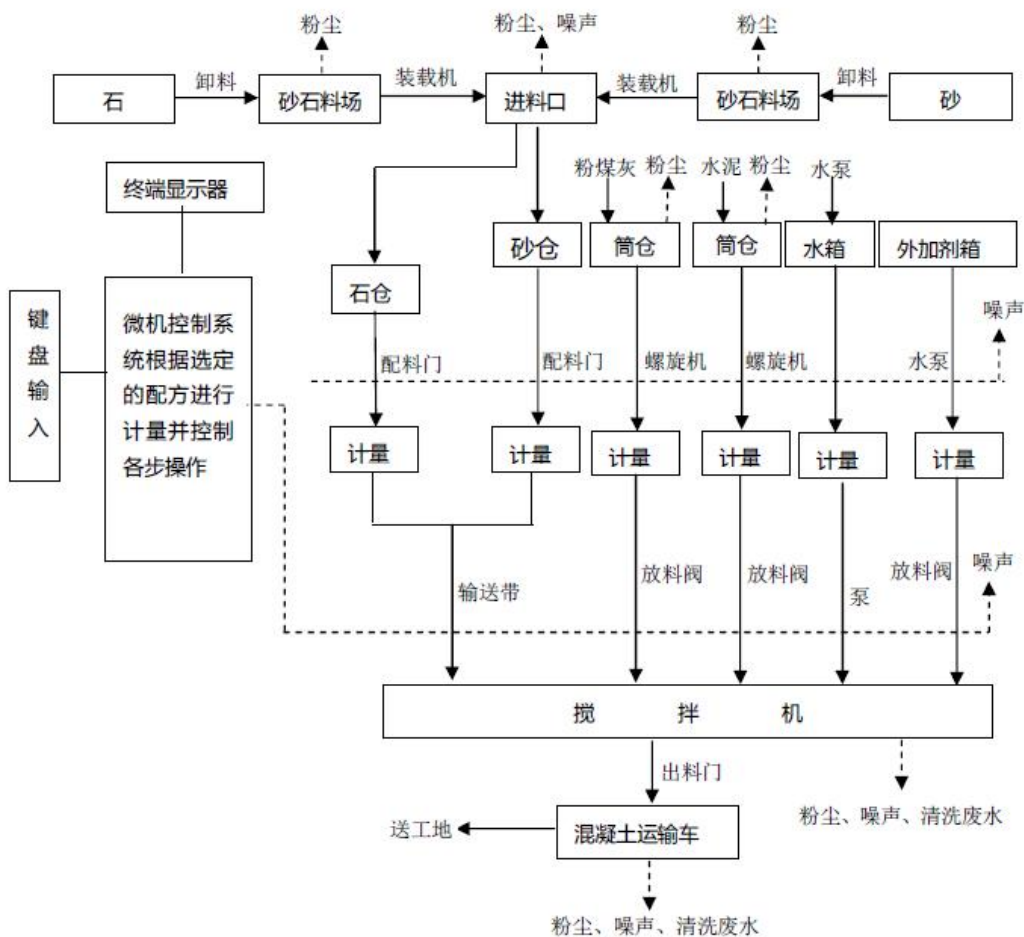 粉尘
粉尘、噪声
粉尘
石
卸料
砂石料场
装载机
进料口
装载机
砂石料场
卸料
砂
粉煤灰
粉尘
水泥
粉尘
水泵
终端显示器
砂仓
筒仓
筒仓
水箱
外加剂箱
石仓
键
盘
输
入
微机控制系
统根据选定
的配方进行
计量并控制
各步操作
噪声
配料门
配料门
螺旋机
螺旋机
水泵
计量
计量
计量
计量
计量
计量
输送带
放料阀
放料阀
泵
放料阀
噪声
搅拌机
出料门
粉尘、噪声、清洗废水
送工地
混凝土运输车
粉尘、噪声、清洗废水